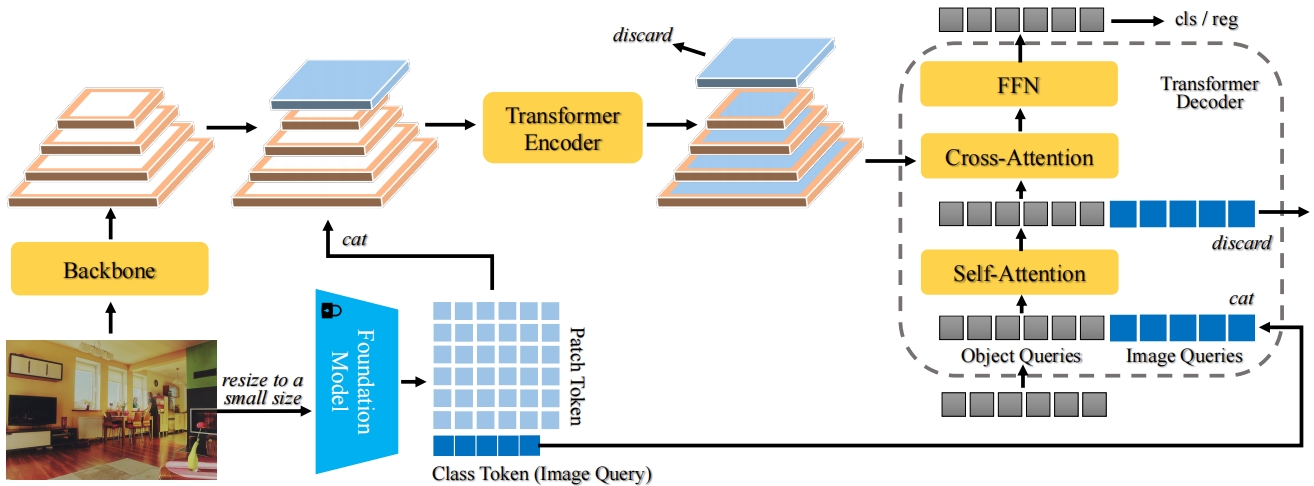 cls / reg
discard
FFN
Transformer
Decoder
Transformer
Encoder
Cross-Attention
discard
cat
Backbone
Self-Attention
cat
Foundation
Model
Patch Token
resize to a
small size
Object Queries
Image Queries
Class Token (Image Query)